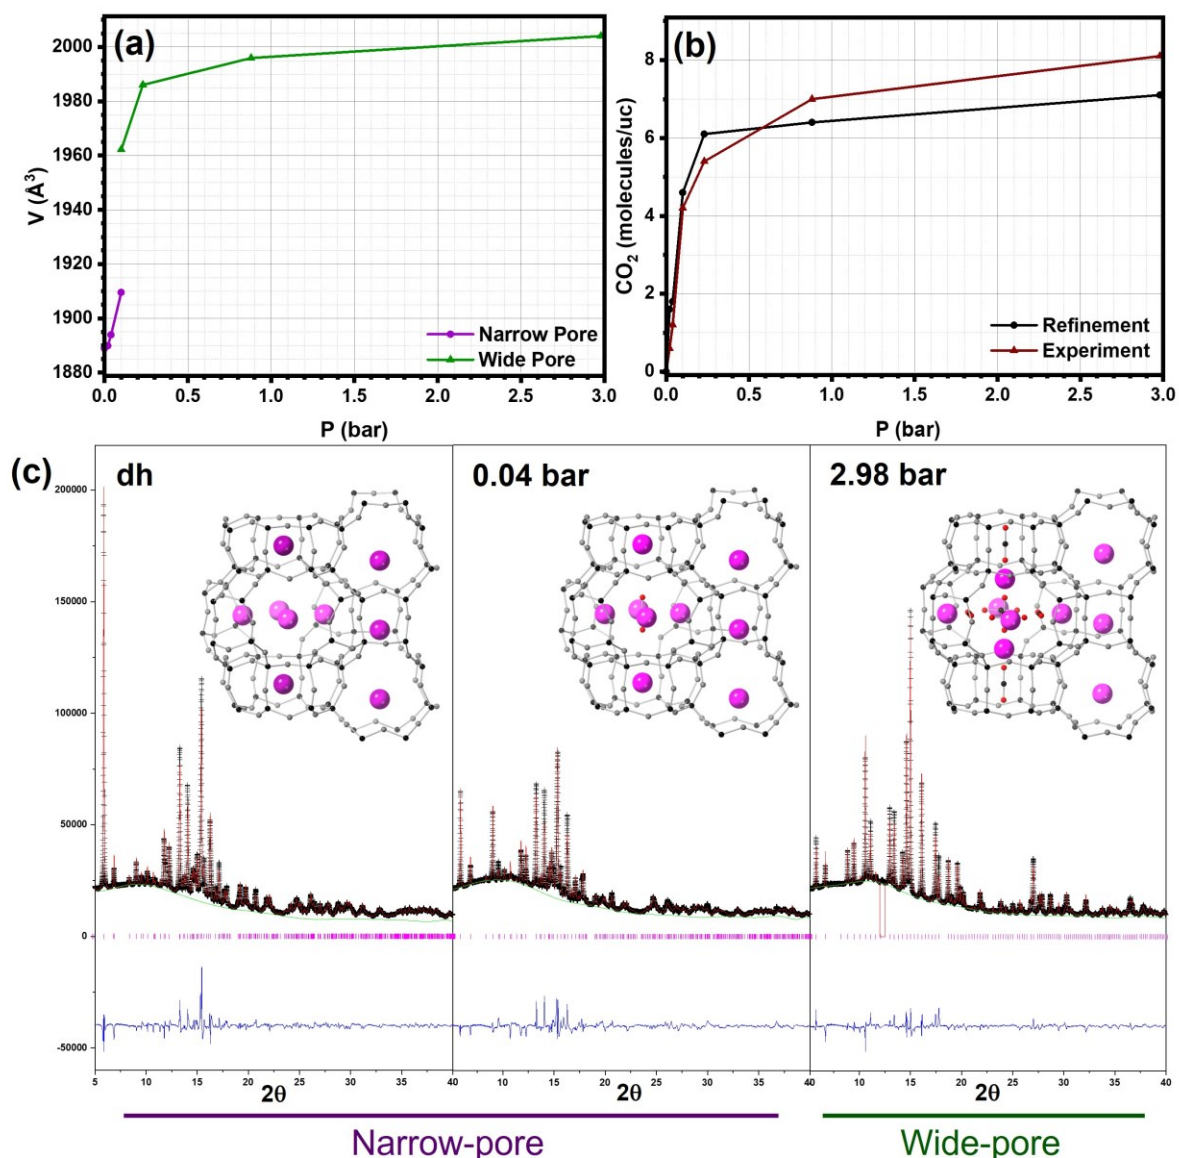 (a)
V (Å³)
2000
1980
1960
1940
1920
1910
1900
1880
0.0 0.5 1.0 1.5 2.0 2.5 3.0
P (bar)
Narrow Pore
Wide Pore
(b)
CO₂ (molecules/uc)
8
6
4
2
0
0.0 0.5 1.0 1.5 2.0 2.5 3.0
P (bar)
Refinement
Experiment
(c)
dh
0.04 bar
2.98 bar
200000
150000
100000
50000
0
-50000
5 10 15 20 25 30 35 40
10 15 20 25 30 35 40
10 15 20 25 30 35 40
2θ
2θ
2θ
Narrow-pore
Wide-pore